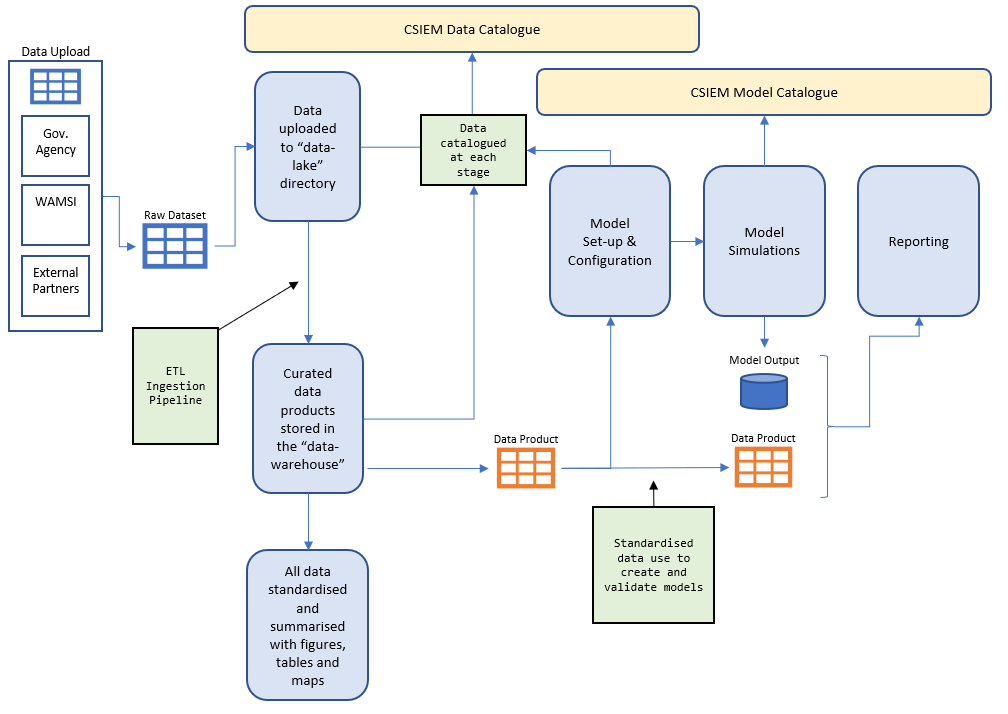 CSIEM Data Catalogue
Data Upload
Gov.
Agency
WAMSI
External
Partners
Raw Dataset
Data
uploaded
to “data-
lake”
directory
Data
catalogued
at each
stage
CSIEM Model Catalogue
Model
Set-up &
Configuration
Model
Simulations
Reporting
ETL
Ingestion
Pipeline
Curated
data
products
stored in
the “data-
warehouse”
Data Product
Model Output
Data Product
Standardised
data use to
create and
validate models
All data
standardised
and
summarised
with figures,
tables and
maps